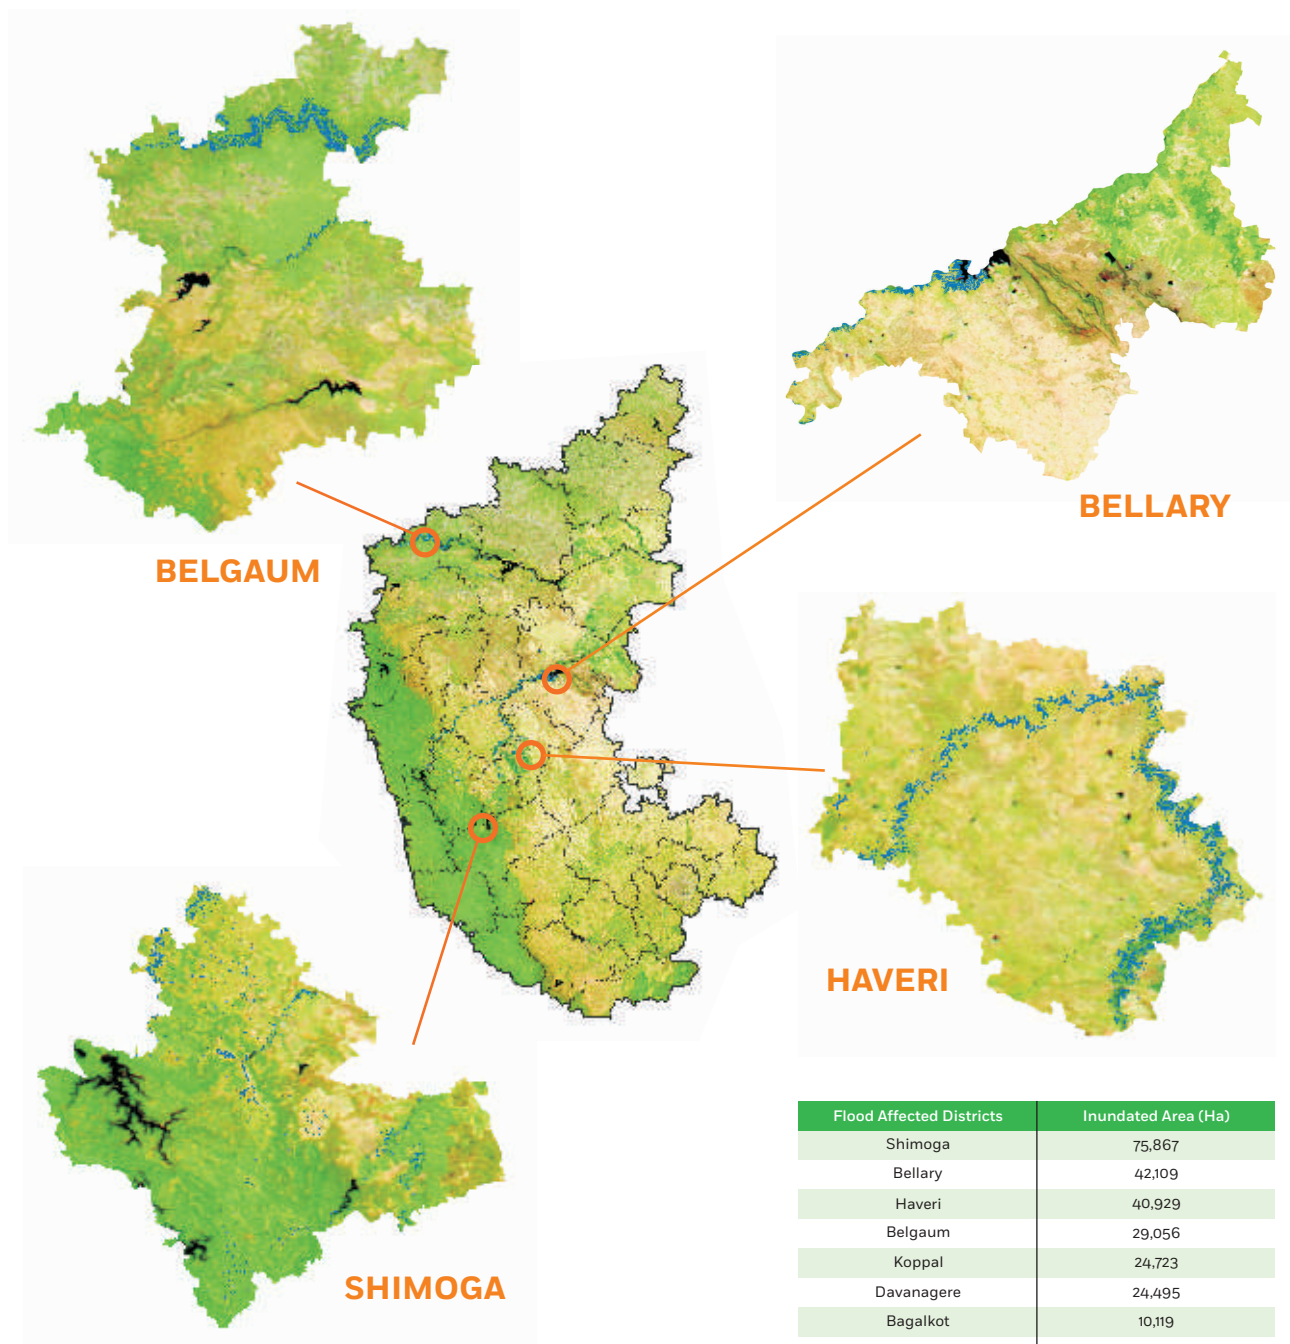 BELGAUM
BELLARY
HAVERI
SHIMOGA
Flood Affected Districts Inundated Area (Ha)
Shimoga 75,867
Bellary 42,109
Haveri 40,929
Belgaum 29,056
Koppal 24,723
Davanagere 24,495
Bagalkot 10,119